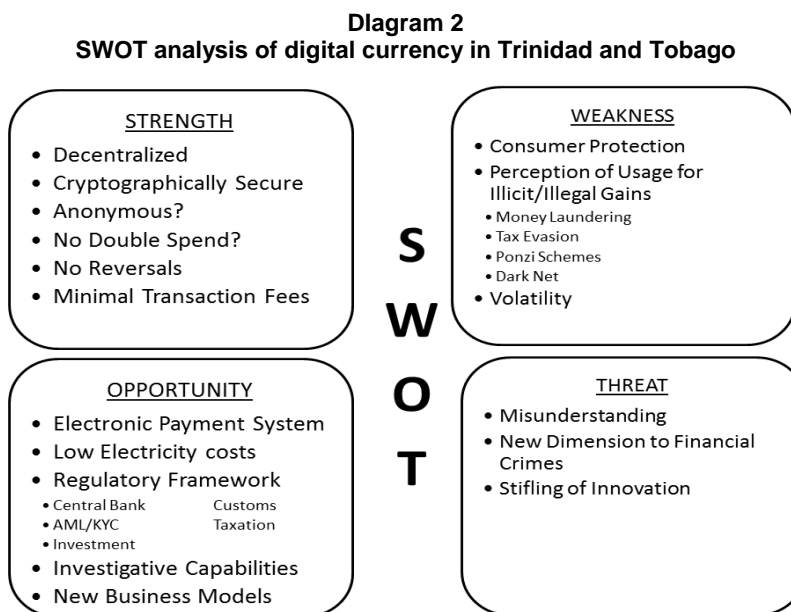 DIagram 2
SWOT analysis of digital currency in Trinidad and Tobago
STRENGTH
• Decentralized
• Cryptographically Secure
• Anonymous?
• No Double Spend?
• No Reversals
• Minimal Transaction Fees
WEAKNESS
• Consumer Protection
• Perception of Usage for
Illicit/Illegal Gains
• Money Laundering
• Tax Evasion
• Ponzi Schemes
• Dark Net
• Volatility
S
W
O
T
OPPORTUNITY
• Electronic Payment System
• Low Electricity costs
• Regulatory Framework
• Central Bank Customs
• AML/KYC Taxation
• Investment
• Investigative Capabilities
• New Business Models
THREAT
• Misunderstanding
• New Dimension to Financial
Crimes
• Stifling of Innovation